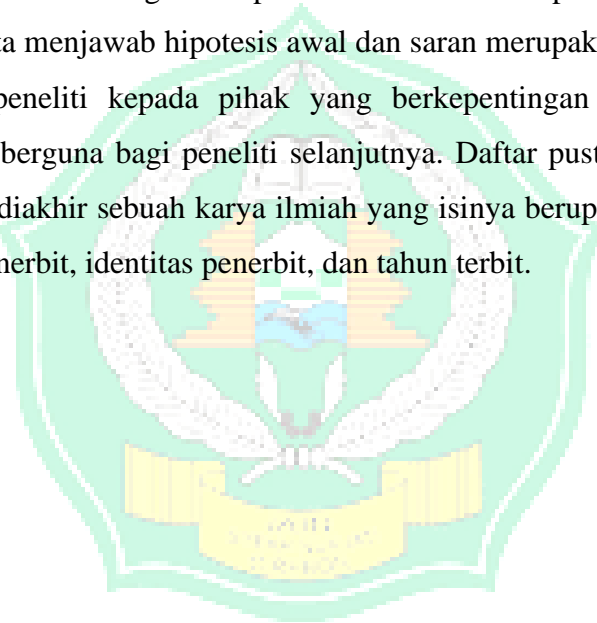 ta menjawab hipotesis awal dan saran merupak
peneliti kepada pihak yang berkepentingan
berguna bagi peneliti selanjutnya. Daftar pust
diakhir sebuah karya ilmiah yang isinya berup
nerbit, identitas penerbit, dan tahun terbit.